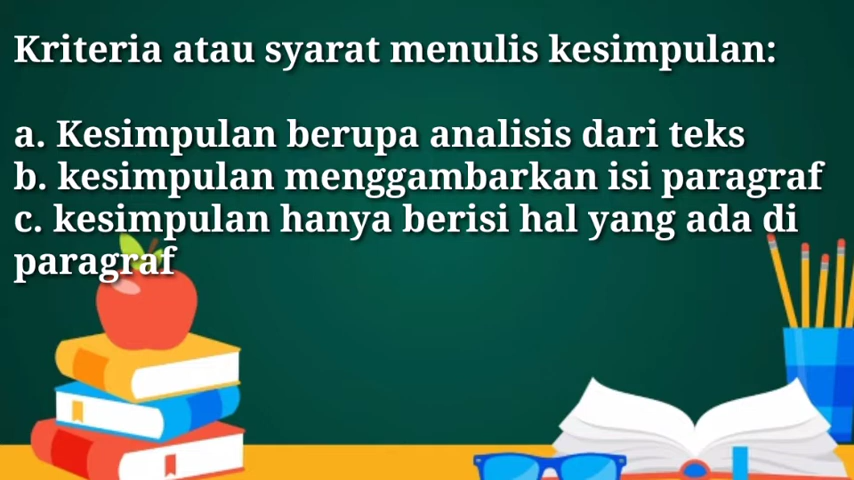 Kriteria atau syarat menulis kesimpulan:
a. Kesimpulan berupa analisis dari teks
b. kesimpulan menggambarkan isi paragraf
c. kesimpulan hanya berisi hal yang ada di
paragraf